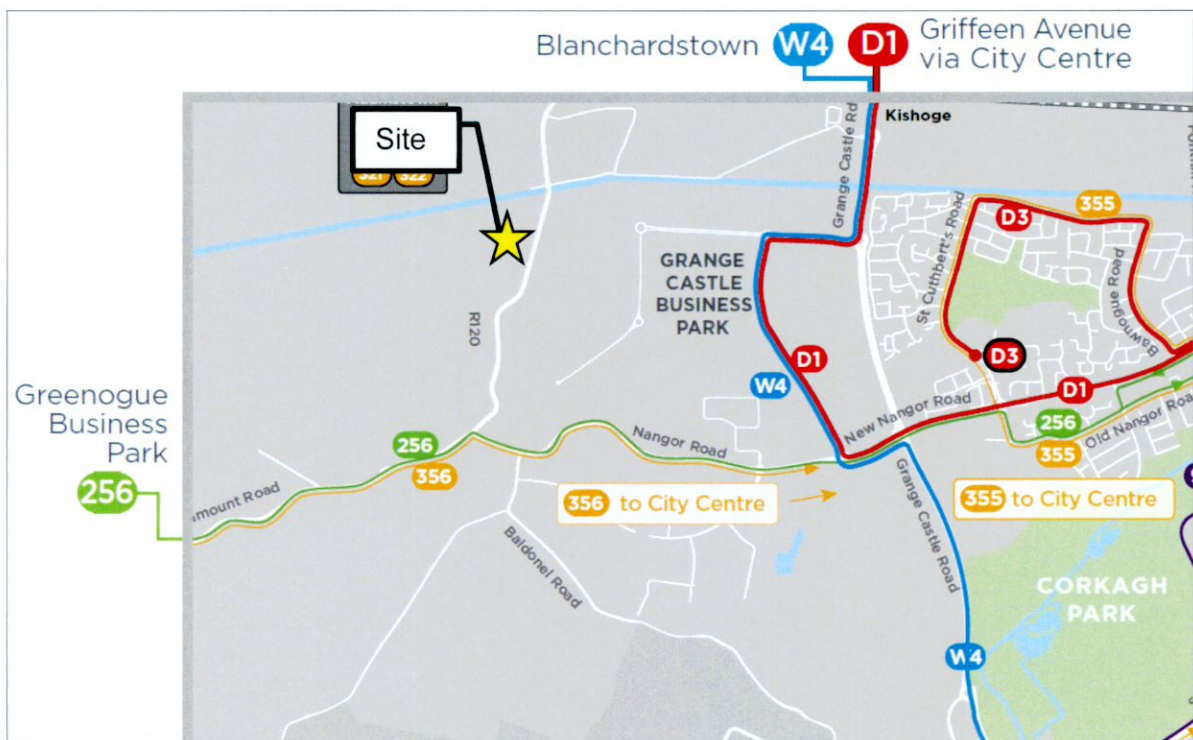 Blanchardstown W4 D1 Griffeen Avenue
via City Centre
Site
321 322
Kishoge
Grange Castle Rd
St Cuthbert's Road
D3
355
Bawnogue Road
GRANGE
CASTLE
BUSINESS
PARK
R120
D1
W4
D3
D1
New Nangor Road
Greenogue
Business
Park
256
256
356
Nangor Road
256
355
Old Nangor Road
356 to City Centre
355 to City Centre
Grange Castle Road
Baldonel Road
CORKAGH
PARK
W4